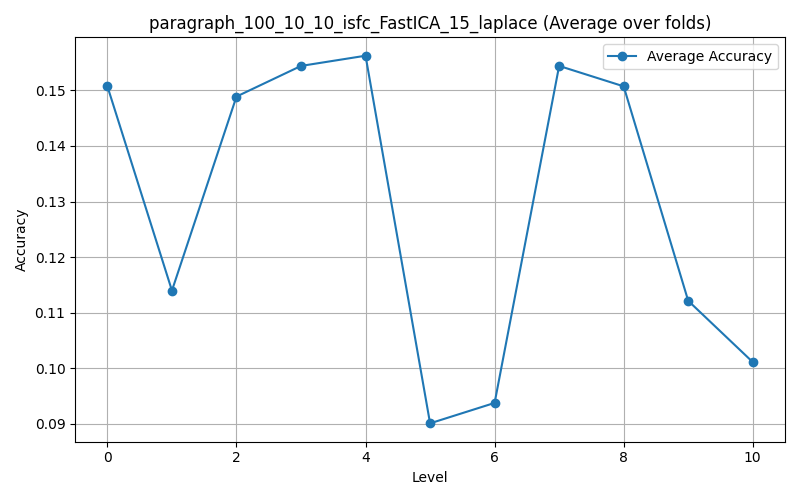 paragraph_100_10_10_isfc_FastICA_15_laplace (Average over folds)
Average Accuracy
0.15
0.14
0.13
0.12
0.11
0.10
0.09
Accuracy
0 2 4 6 8 10
Level